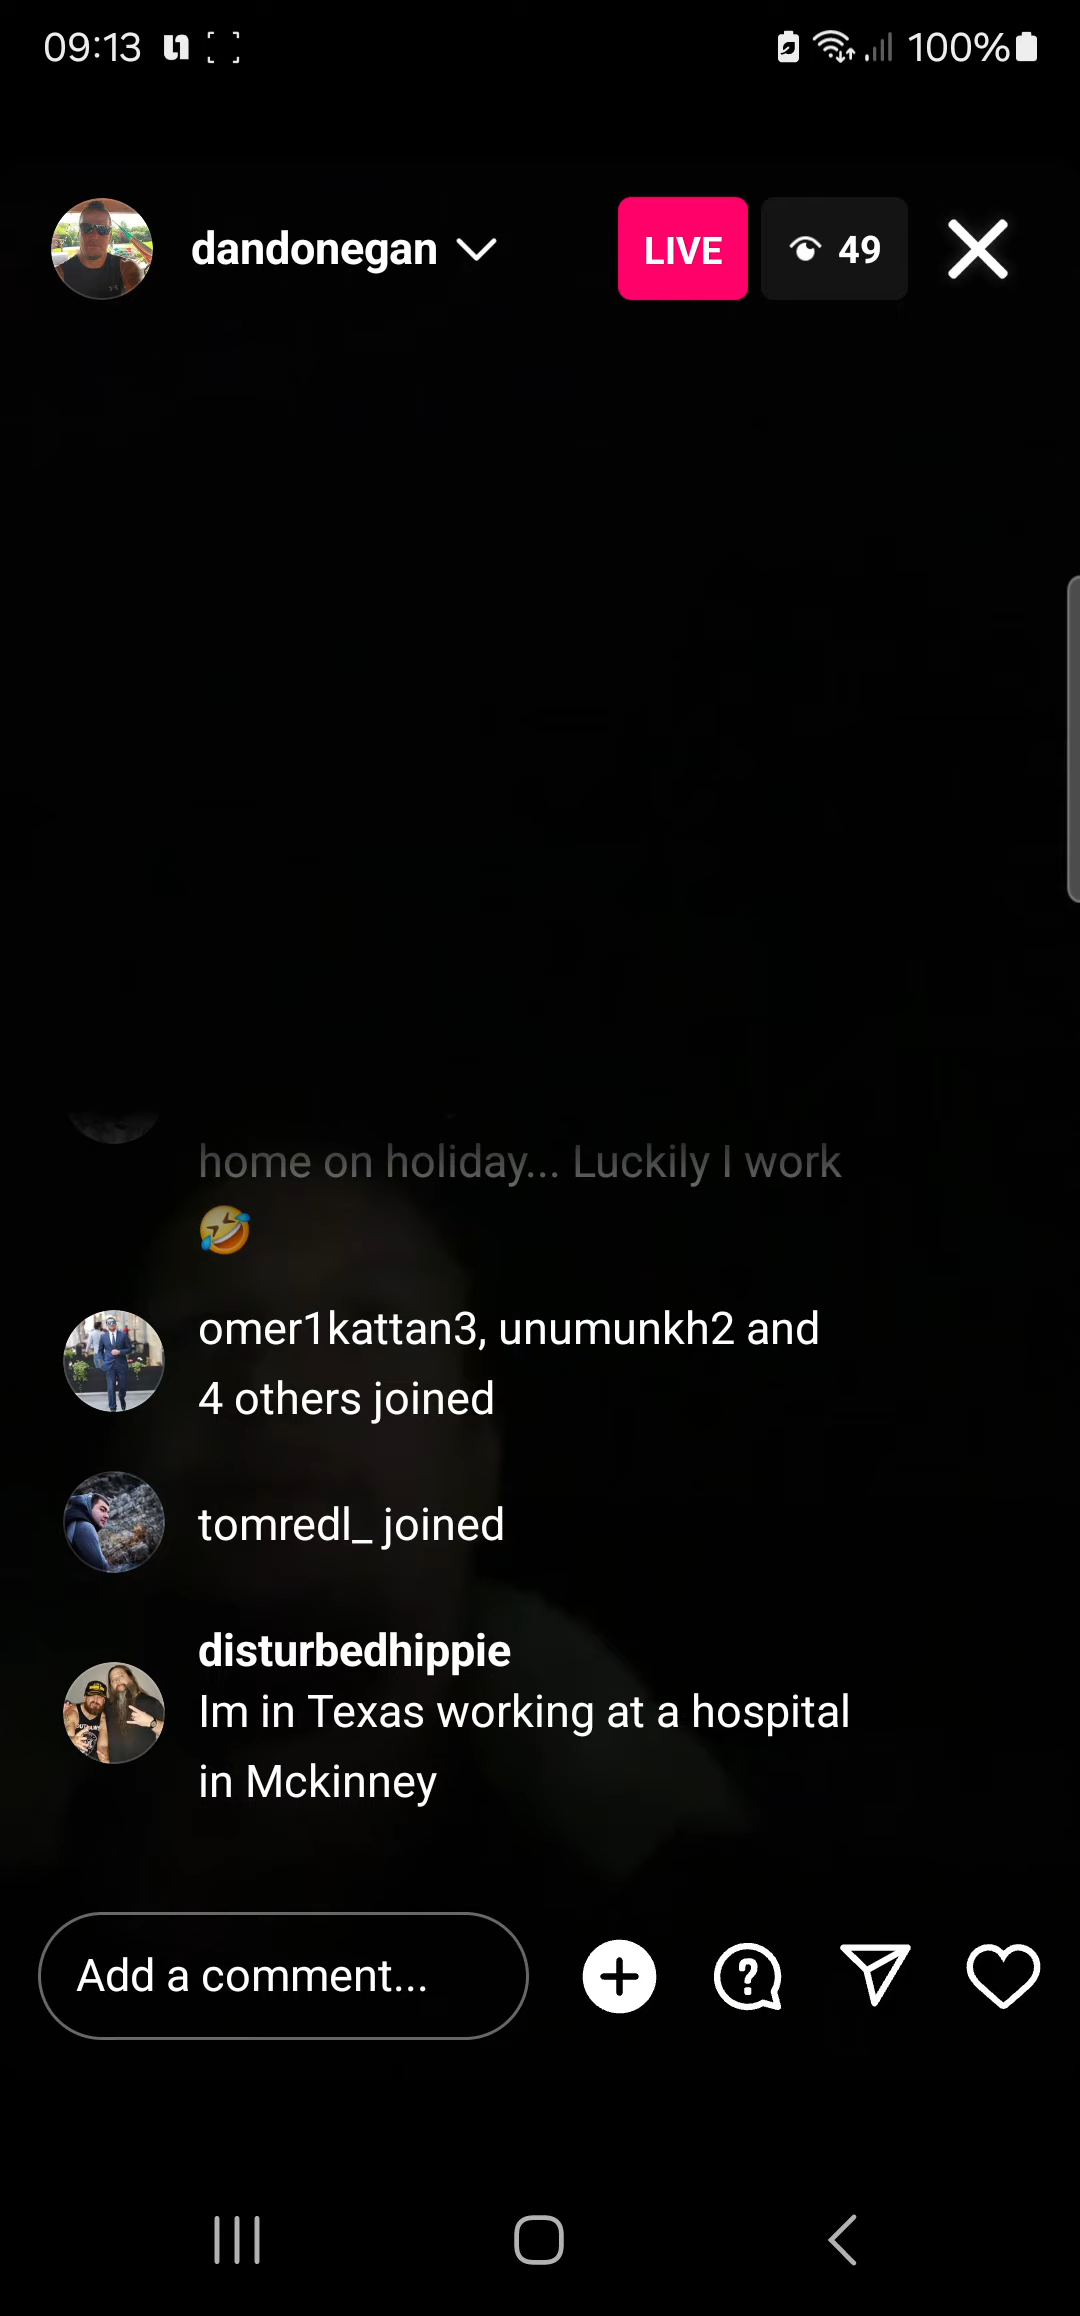 09:13
100%
dandonegan
LIVE
49
home on holiday... Luckily I work
🤣
omer1kattan3, unumunkh2 and
4 others joined
tomredl_ joined
disturbedhippie
Im in Texas working at a hospital
in Mckinney
Add a comment...